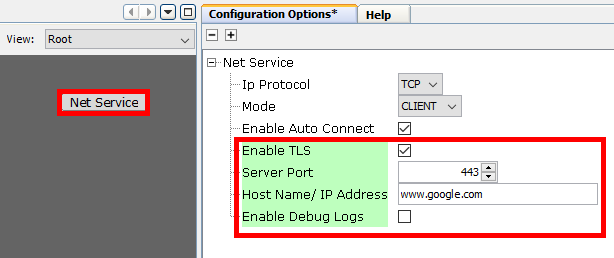 Configuration Options* Help
View: Root
Net Service
Net Service
Ip Protocol TCP
Mode CLIENT
Enable Auto Connect
Enable TLS
Server Port 443
Host Name/ IP Address www.google.com
Enable Debug Logs